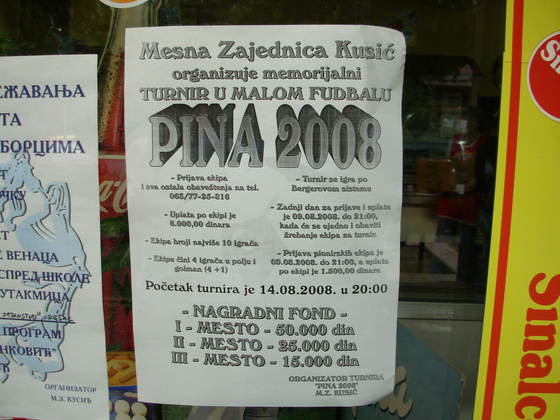 Mesna Zajednica Kusić
organizuje memorijalni
TURNIR U MALOM FUDBALU
PINA 2008
- Prijava ekipa
i sva ostala obaveštenja na tel.
065/77-25-816
- Uplata po ekipi je
6.000,00 dinara
- Ekipa broji najviše 10 igrača
- Ekipu čini 4 igrača u polju i
golman (4 +1)
- Turnir se igra po
Bergerovom sistemu
- Zadnji dan za prijave i uplatu
je 09.08.2008. do 21:00,
kada će se ujedno i obaviti
žrebanje ekipa za turnir
- Prijava pionirskih ekipa je
09.08.2008. do 21:00, a uplata
po ekipi je 1.500,00 dinara
Početak turnira je 14.08.2008. u 20:00
- NAGRADNI FOND -
I - MESTO - 50.000 din
II - MESTO - 25.000 din
III - MESTO - 15.000 din
ORGANIZATOR TURNIRA
"PINA 2008"
M.Z. KUSIĆ
ЕЖАВАЊА
ТА
БОРЦИМА
ВЕНАЦА
СПРЕД ШКОЛЕ
УТАКМИЦА
ПРОГРАМ
НКОВИЋ"
ОРГАНИЗАТОР
М.З. КУСИЋ
Sinalc